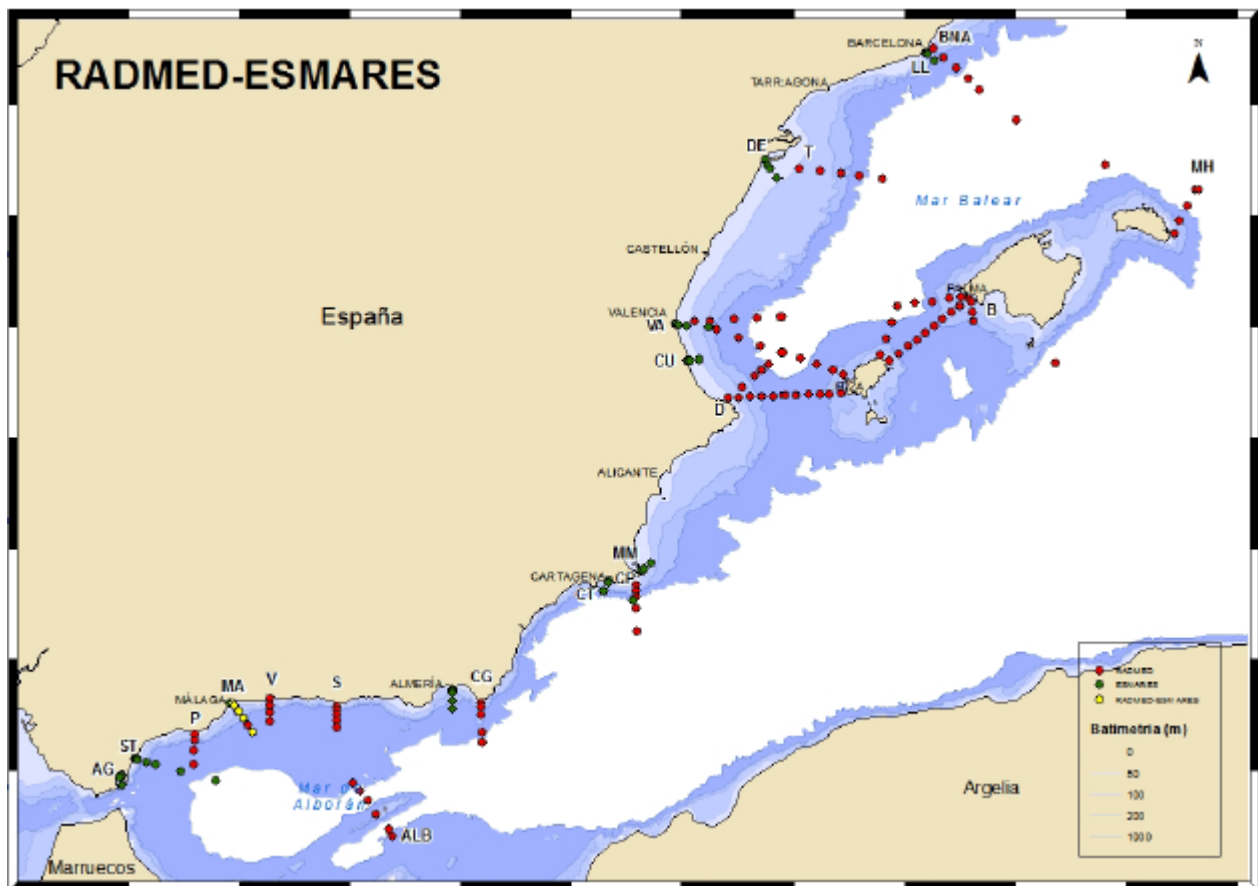 RADMED-ESMARES
BARCELONA
BNA
LL
N
TARRAGONA
DE
T
MH
Mar Balear
CASTELLÓN
España
VALENCIA
VA
PALMA
B
CU
D
ALICANTE
MM
CARTAGENA
CP
CT
ALMERÍA
CG
MA
V
S
MÁLAGA
P
ST
AG
Mar de
Alborán
ALB
Argelia
Marruecos
RADMED
ESMARES
RADMED-ESMARES
Batimetría (m)
0
50
100
200
1000